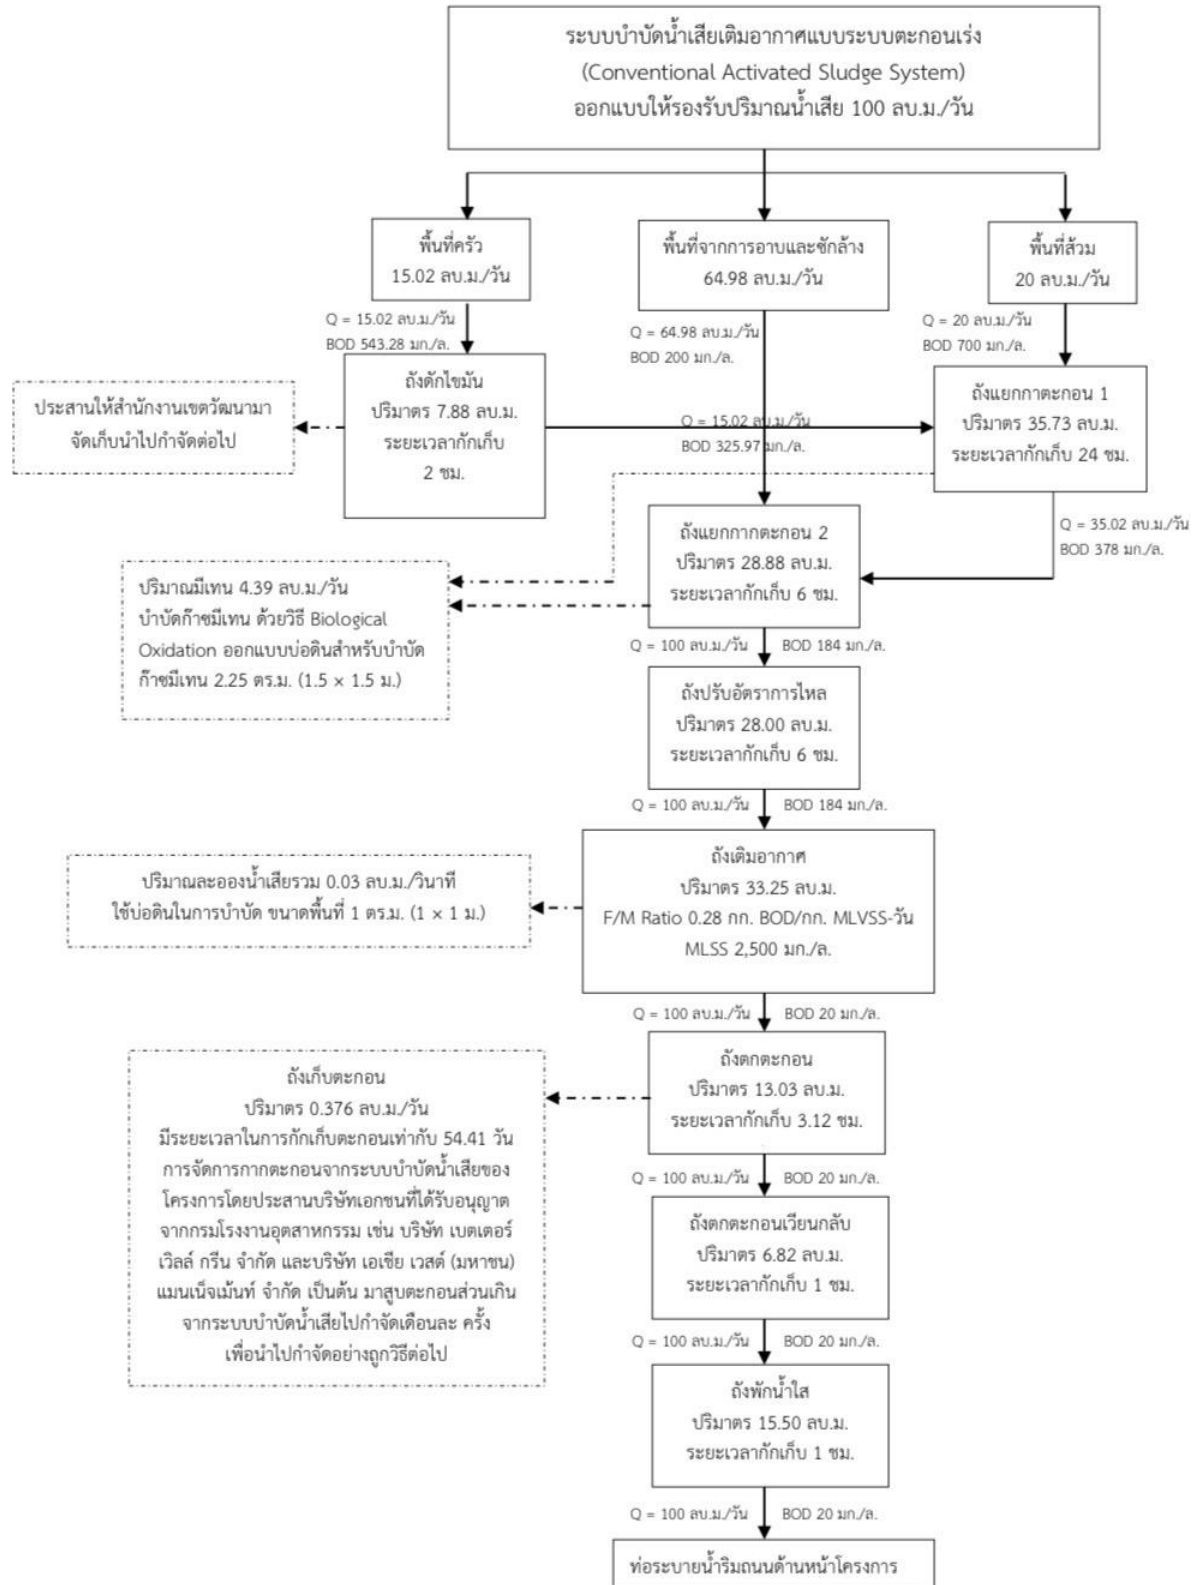 ระบบบำบัดน้ำเสียเติมอากาศแบบระบบตะกอนเร่ง
(Conventional Activated Sludge System)
ออกแบบให้รองรับปริมาณน้ำเสีย 100 ลบ.ม./วัน
พื้นที่ครัว
15.02 ลบ.ม./วัน
พื้นที่จากการอาบและซักล้าง
64.98 ลบ.ม./วัน
พื้นที่ส้วม
20 ลบ.ม./วัน
Q = 15.02 ลบ.ม./วัน
BOD 543.28 มก./ล.
Q = 64.98 ลบ.ม./วัน
BOD 200 มก./ล.
Q = 20 ลบ.ม./วัน
BOD 700 มก./ล.
ประสานให้สำนักงานเขตวัฒนามา
จัดเก็บนำไปกำจัดต่อไป
ถังดักไขมัน
ปริมาตร 7.88 ลบ.ม.
ระยะเวลากักเก็บ
2 ชม.
Q = 15.02 ลบ.ม./วัน
BOD 325.97 มก./ล.
ถังแยกกาตะกอน 1
ปริมาตร 35.73 ลบ.ม.
ระยะเวลากักเก็บ 24 ชม.
Q = 35.02 ลบ.ม./วัน
BOD 378 มก./ล.
ถังแยกกากตะกอน 2
ปริมาตร 28.88 ลบ.ม.
ระยะเวลากักเก็บ 6 ชม.
ปริมาณมีเทน 4.39 ลบ.ม./วัน
บำบัดก๊าซมีเทน ด้วยวิธี Biological
Oxidation ออกแบบบ่อดินสำหรับบำบัด
ก๊าซมีเทน 2.25 ตร.ม. (1.5 × 1.5 ม.)
Q = 100 ลบ.ม./วัน BOD 184 มก./ล.
ถังปรับอัตราการไหล
ปริมาตร 28.00 ลบ.ม.
ระยะเวลากักเก็บ 6 ชม.
Q = 100 ลบ.ม./วัน BOD 184 มก./ล.
ถังเติมอากาศ
ปริมาตร 33.25 ลบ.ม.
F/M Ratio 0.28 กก. BOD/กก. MLVSS-วัน
MLSS 2,500 มก./ล.
ปริมาณละอองน้ำเสียรวม 0.03 ลบ.ม./วินาที
ใช้บ่อดินในการบำบัด ขนาดพื้นที่ 1 ตร.ม. (1 × 1 ม.)
Q = 100 ลบ.ม./วัน BOD 20 มก./ล.
ถังตกตะกอน
ปริมาตร 13.03 ลบ.ม.
ระยะเวลากักเก็บ 3.12 ชม.
ถังเก็บตะกอน
ปริมาตร 0.376 ลบ.ม./วัน
มีระยะเวลาในการกักเก็บตะกอนเท่ากับ 54.41 วัน
การจัดการกากตะกอนจากระบบบำบัดน้ำเสียของ
โครงการโดยประสานบริษัทเอกชนที่ได้รับอนุญาต
จากกรมโรงงานอุตสาหกรรม เช่น บริษัท เบตเตอร์
เวิลล์ กรีน จำกัด และบริษัท เอเชีย เวสต์ (มหาชน)
แมนเน็จเม้นท์ จำกัด เป็นต้น มาสูบตะกอนส่วนเกิน
จากระบบบำบัดน้ำเสียไปกำจัดเดือนละ ครั้ง
เพื่อนำไปกำจัดอย่างถูกวิธีต่อไป
Q = 100 ลบ.ม./วัน BOD 20 มก./ล.
ถังตกตะกอนเวียนกลับ
ปริมาตร 6.82 ลบ.ม.
ระยะเวลากักเก็บ 1 ชม.
Q = 100 ลบ.ม./วัน BOD 20 มก./ล.
ถังพักน้ำใส
ปริมาตร 15.50 ลบ.ม.
ระยะเวลากักเก็บ 1 ชม.
Q = 100 ลบ.ม./วัน BOD 20 มก./ล.
ท่อระบายน้ำริมถนนด้านหน้าโครงการ